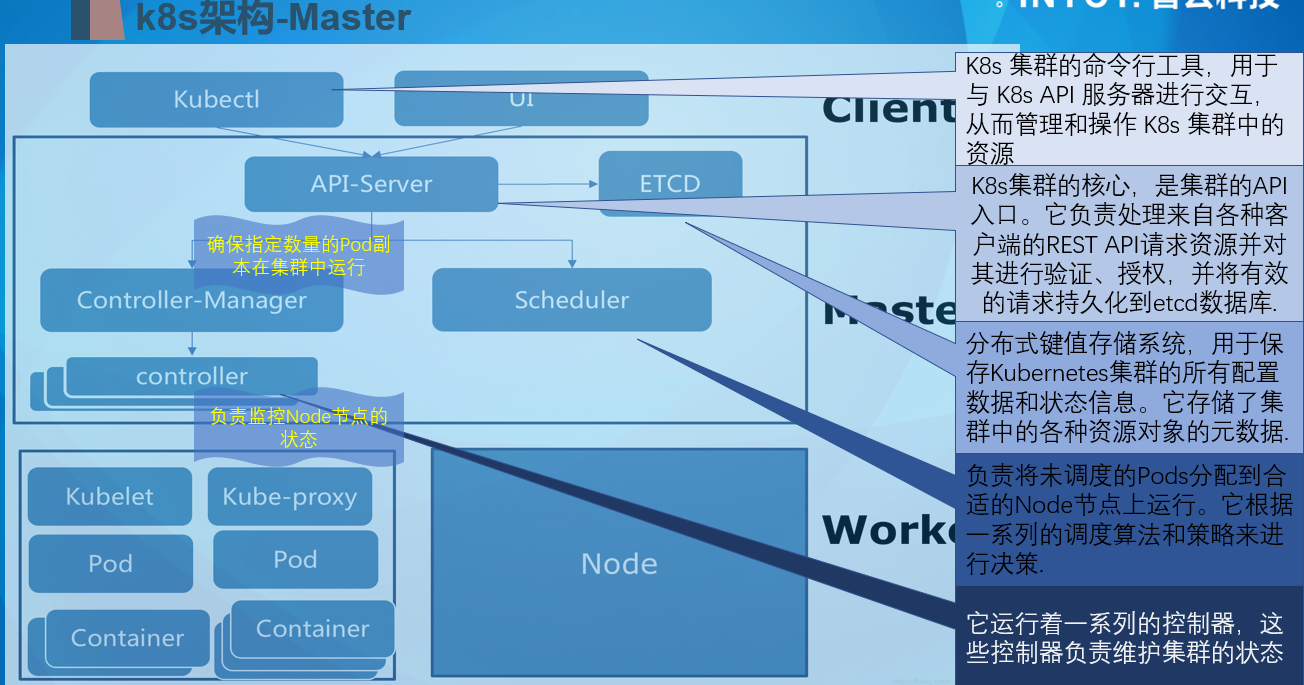 k8s架构-Master
Kubectl
UI
Client
API-Server
ETCD
确保指定数量的Pod副
本在集群中运行
Controller-Manager
Scheduler
Maste
controller
负责监控Node节点的
状态
Kubelet
Kube-proxy
Pod
Pod
Container
Container
Node
Work
K8s 集群的命令行工具，用于
与 K8s API 服务器进行交互，
从而管理和操作 K8s 集群中的
资源
K8s集群的核心，是集群的API
入口。它负责处理来自各种客
户端的REST API请求资源并对
其进行验证、授权，并将有效
的请求持久化到etcd数据库.
分布式键值存储系统，用于保
存Kubernetes集群的所有配置
数据和状态信息。它存储了集
群中的各种资源对象的元数据.
负责将未调度的Pods分配到合
适的Node节点上运行。它根据
一系列的调度算法和策略来进
行决策.
它运行着一系列的控制器，这
些控制器负责维护集群的状态